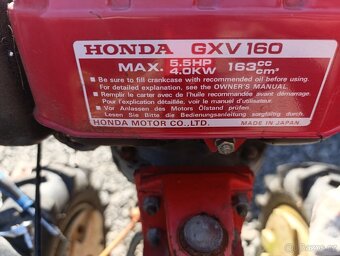 HONDA GXV160
MAX. 5.5HP 4.0KW 163cc cm³
● Be sure to fill crankcase with recommended oil before using.
For detailed explanation, see the OWNER'S MANUAL.
● Remplir le carter avec de l'huile recommandée avant démarrage.
Pour plus d'explication détaillée, voir le manuel d'utilisateur.
● Vor Anlassen des Motors Ölstand prüfen
Lesen Sie Bitte die Bedienungsanleitung sorgfältig durch.
HONDA MOTOR CO., LTD. MADE IN JAPAN